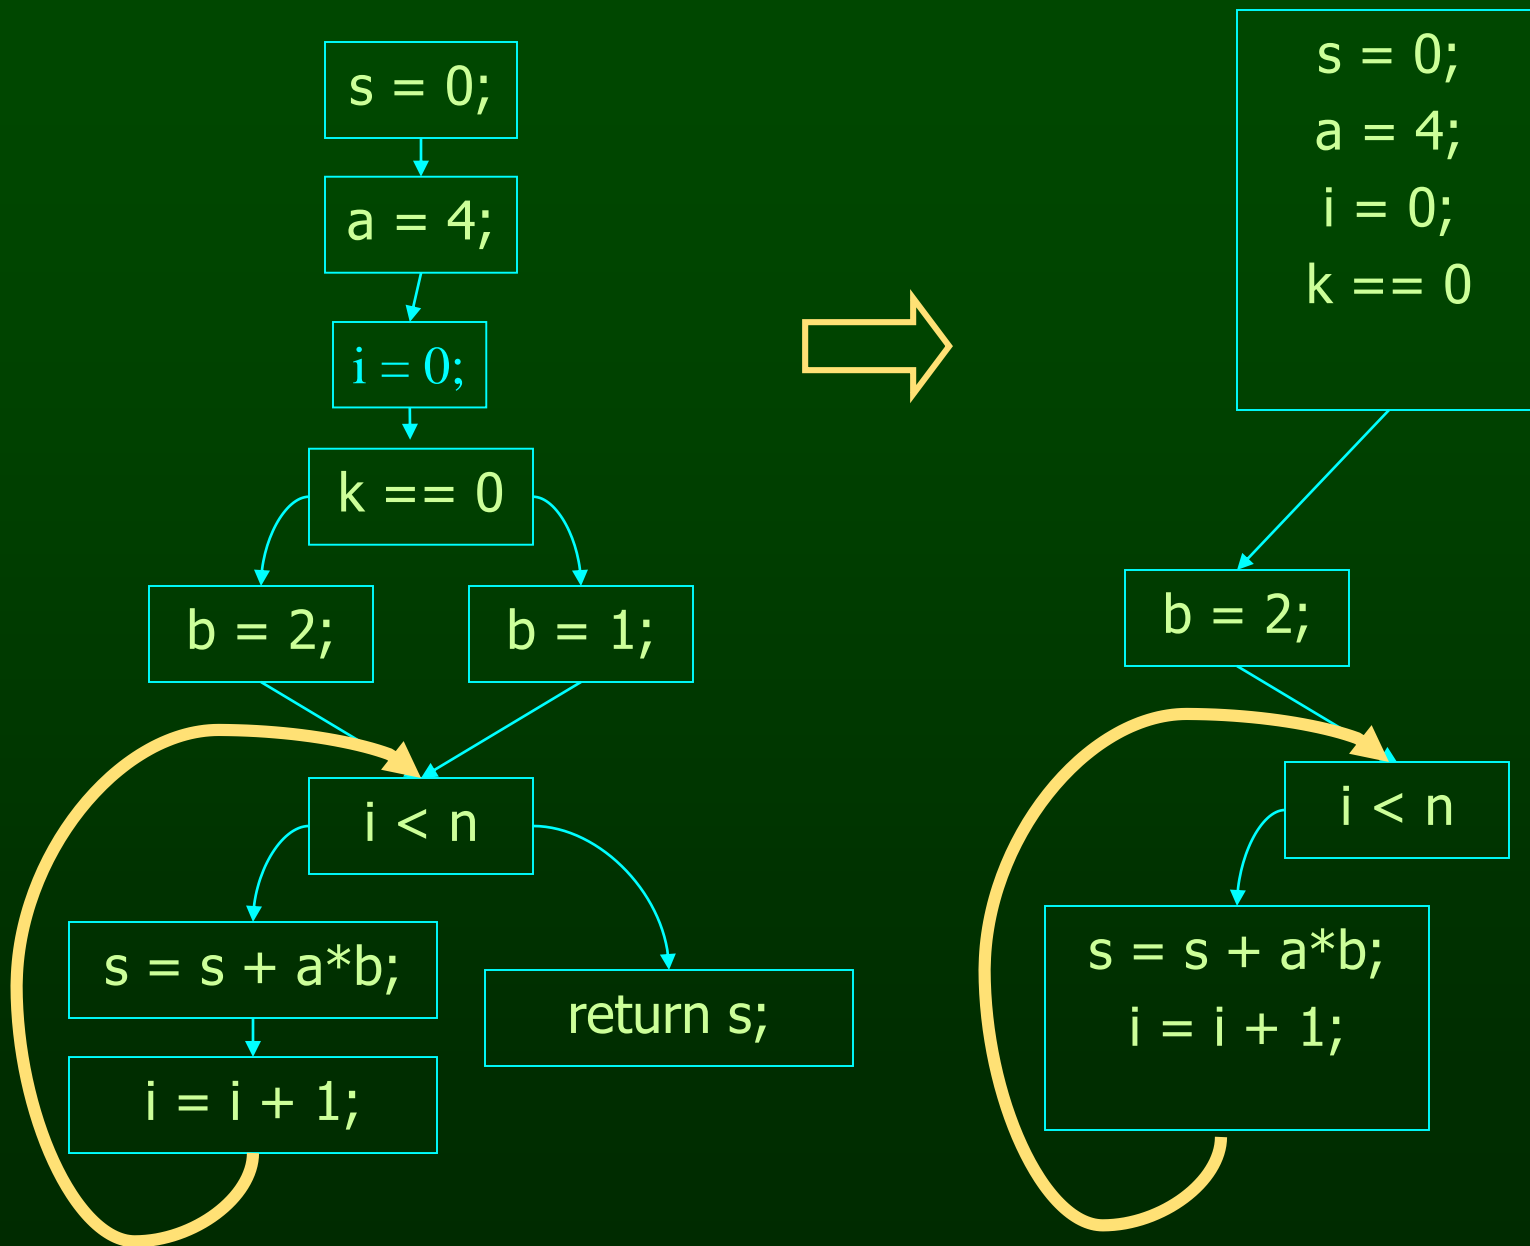 s = 0;
a = 4;
i = 0;
k == 0
b = 2;
b = 1;
i < n
s = s + a*b;
return s;
i = i + 1;
s = 0;
a = 4;
i = 0;
k == 0
b = 2;
i < n
s = s + a*b;
i = i + 1;